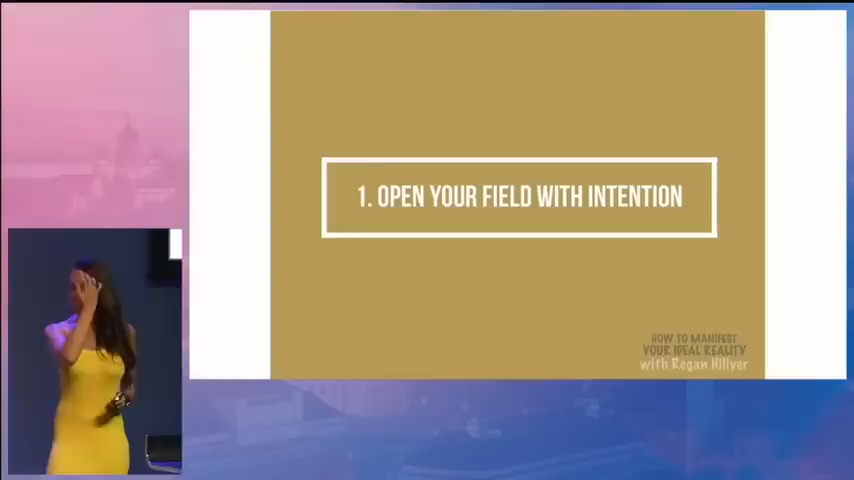 1. OPEN YOUR FIELD WITH INTENTION
HOW TO MANIFEST
YOUR IDEAL REALITY
with Regan Hillyer